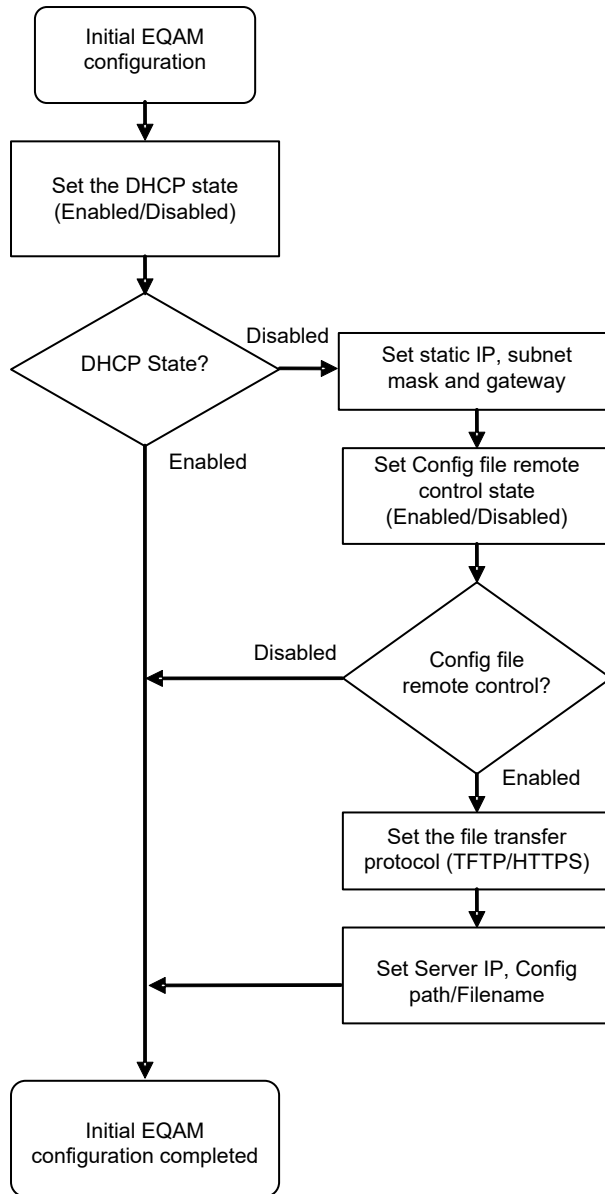 Initial EQAM
configuration
Set the DHCP state
(Enabled/Disabled)
DHCP State?
Disabled
Set static IP, subnet
mask and gateway
Enabled
Set Config file remote
control state
(Enabled/Disabled)
Disabled
Config file
remote control?
Enabled
Set the file transfer
protocol (TFTP/HTTPS)
Set Server IP, Config
path/Filename
Initial EQAM
configuration completed